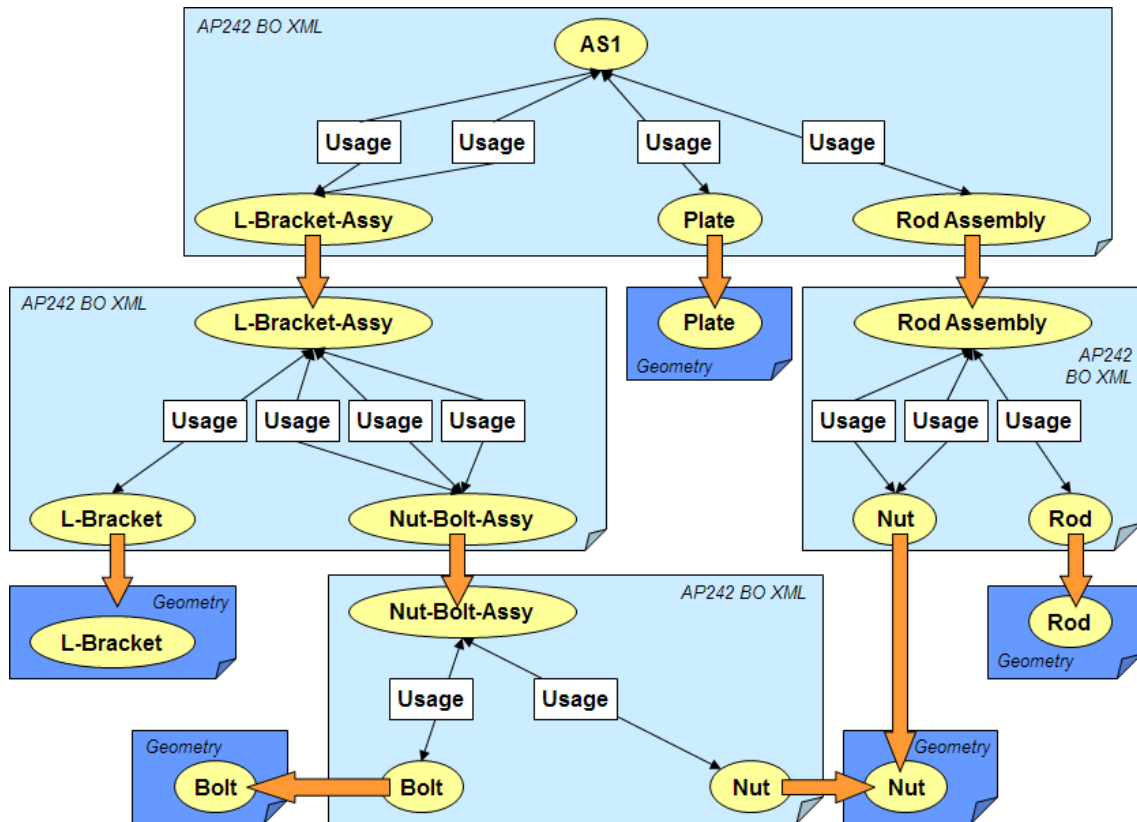 AP242 BO XML
AS1
Usage
Usage
Usage
Usage
L-Bracket-Assy
Plate
Rod Assembly
AP242 BO XML
L-Bracket-Assy
Usage
Usage
Usage
Usage
L-Bracket
Nut-Bolt-Assy
Plate
Geometry
Rod Assembly
AP242
BO XML
Usage
Usage
Usage
Nut
Rod
Geometry
L-Bracket
Nut-Bolt-Assy
AP242 BO XML
Usage
Usage
Bolt
Nut
Rod
Geometry
Geometry
Bolt
Geometry
Nut